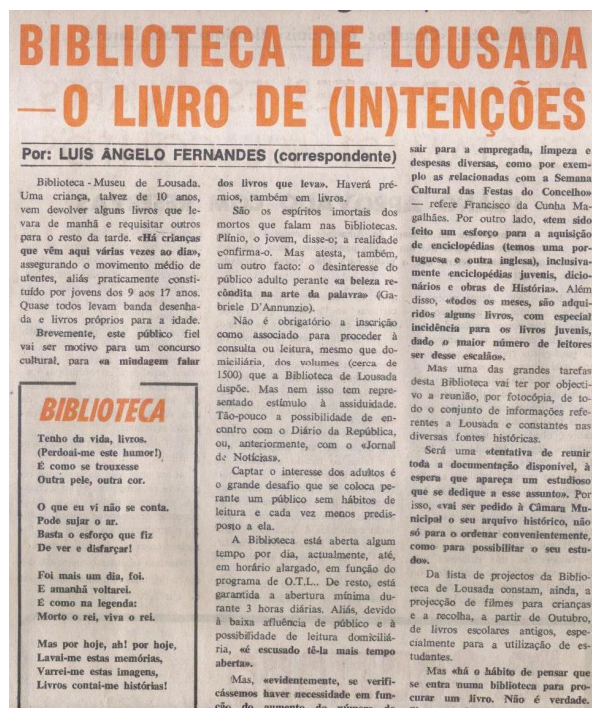 BIBLIOTECA DE LOUSADA
—O LIVRO DE (IN)TENÇÕES
Por: LUÍS ÂNGELO FERNANDES (correspondente)
Biblioteca-Museu de Lousada.
Uma criança, talvez de 10 anos,
vem devolver alguns livros que le-
vara de manhã e requisitar outros
para o resto da tarde. «Há crianças
que vêm aqui várias vezes ao dia»,
assegurando o movimento médio de
utentes, aliás praticamente consti-
tuído por jovens dos 9 aos 17 anos.
Quase todos levam banda desenha-
da e livros próprios para a idade.
Brevemente, este público fiel
vai ser motivo para um concurso
cultural, para «a miudagem falar
BIBLIOTECA
Tenho da vida, livros.
(Perdoai-me este humor!)
É como se trouxesse
Outra pele, outra cor.
O que eu vi não se conta.
Pode sujar o ar.
Basta o esforço que fiz
De ver e disfarçar!
Foi mais um dia, foi.
E amanhã voltarei.
É como na legenda:
Morto o rei, viva o rei.
Mas por hoje, ah! por hoje,
Lavai-me estas memórias,
Varrei-me estas imagens,
Livros contai-me histórias!
dos livros que leva». Haverá pré-
mios, também em livros.
São os espíritos imortais dos
mortos que falam nas bibliotecas.
Plínio, o jovem, disse-o; a realidade
confirma-o. Mas atesta, também,
um outro facto: o desinteresse do
público adulto perante «a beleza re-
côndita na arte da palavra» (Ga-
briele D'Annunzio).
Não é obrigatório a inscrição
como associado para proceder à
consulta ou leitura, mesmo que do-
miciliária, dos volumes (cerca de
1500) que a Biblioteca de Lousada
dispõe. Mas nem isso tem repre-
sentado estímulo à assiduidade.
Tão-pouco a possibilidade de en-
contro com o Diário da República,
ou, anteriormente, com o «Jornal
de Notícias».
Captar o interesse dos adultos é
o grande desafio que se coloca pe-
rante um público sem hábitos de
leitura e cada vez menos predis-
posto a ela.
A Biblioteca está aberta algum
tempo por dia, actualmente, até,
em horário alargado, em função do
programa de O.T.L.. De resto, está
garantida a abertura mínima du-
rante 3 horas diárias. Aliás, devido
à baixa afluência de público e à
possibilidade de leitura domiciliá-
ria, «é escusado tê-la mais tempo
aberta».
Mas, «evidentemente, se verifi-
cássemos haver necessidade em fun-
ção do aumento do número de
sair para a empregada, limpeza e
despesas diversas, como por exem-
plo as relacionadas com a Semana
Cultural das Festas do Concelho»
— refere Francisco da Cunha Ma-
galhães. Por outro lado, «tem sido
feito um esforço para a aquisição
de enciclopédias (temos uma por-
tuguesa e outra inglesa), inclusiva-
mente enciclopédias juvenis, dicio-
nários e obras de História». Além
disso, «todos os meses, são adqui-
ridos alguns livros, com especial
incidência para os livros juvenis,
dado o maior número de leitores
ser desse escalão».
Mas uma das grandes tarefas
desta Biblioteca vai ter por objecti-
vo a reunião, por fotocópia, de to-
do o conjunto de informações refe-
rentes a Lousada e constantes nas
diversas fontes históricas.
Será uma «tentativa de reunir
toda a documentação disponível, à
espera que apareça um estudioso
que se dedique a esse assunto». Por
isso, «vai ser pedido à Câmara Mu-
nicipal o seu arquivo histórico, não
só para o ordenar convenientemente,
como para possibilitar o seu estu-
do».
Da lista de projectos da Biblio-
teca de Lousada constam, ainda, a
projecção de filmes para crianças
e a recolha, a partir de Outubro,
de livros escolares antigos, espe-
cialmente para a utilização de es-
tudantes.
Mas «há o hábito de pensar que
se entra numa biblioteca para pro-
curar um livro. Não é verdade.